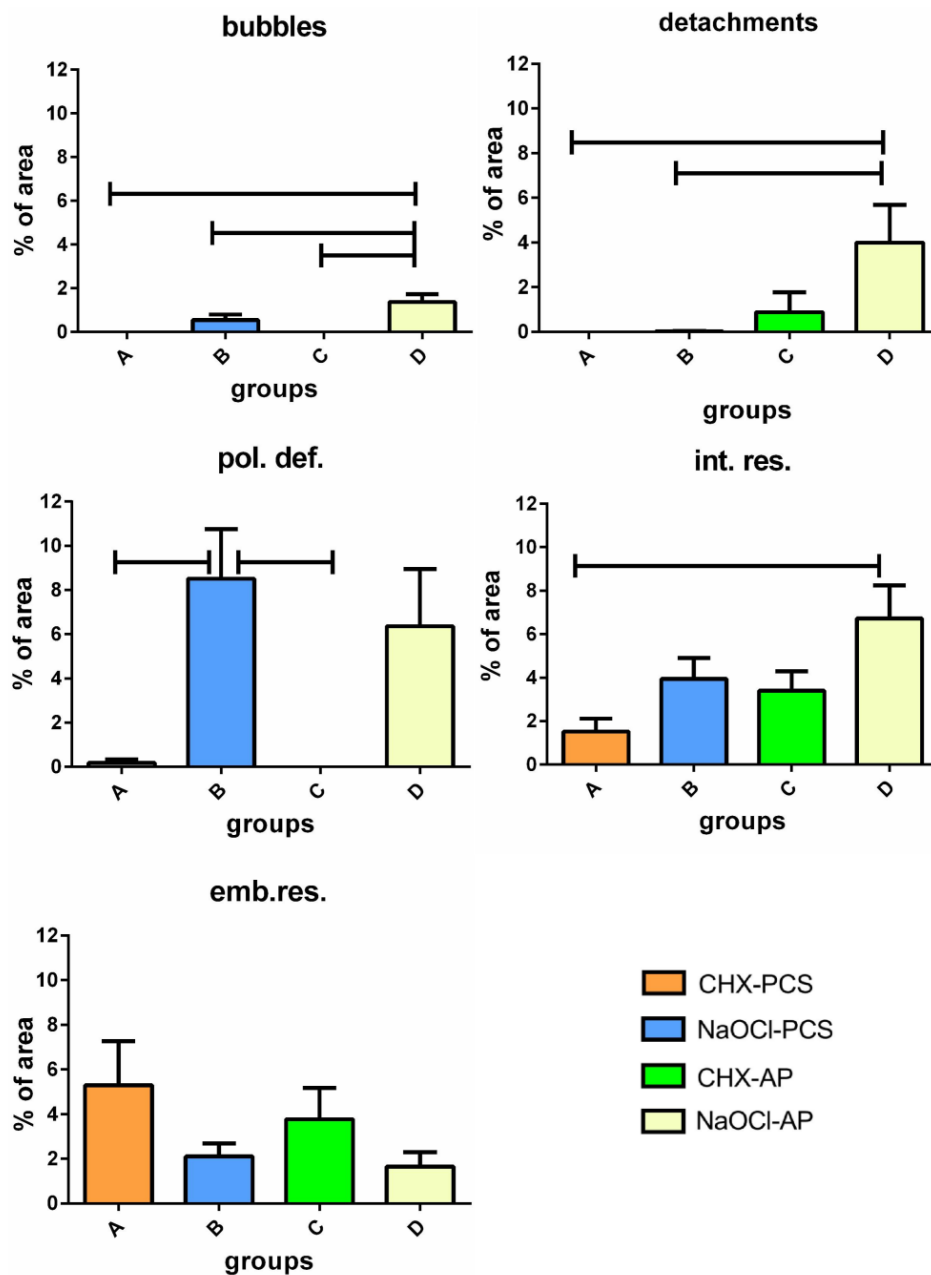 bubbles
% of area
12
10
8
6
4
2
0
A
B
C
D
groups
detachments
% of area
12
10
8
6
4
2
0
A
B
C
D
groups
pol. def.
% of area
12
10
8
6
4
2
0
A
B
C
D
groups
int. res.
% of area
12
10
8
6
4
2
0
A
B
C
D
groups
emb.res.
% of area
12
10
8
6
4
2
0
A
B
C
D
groups
CHX-PCS
NaOCl-PCS
CHX-AP
NaOCl-AP